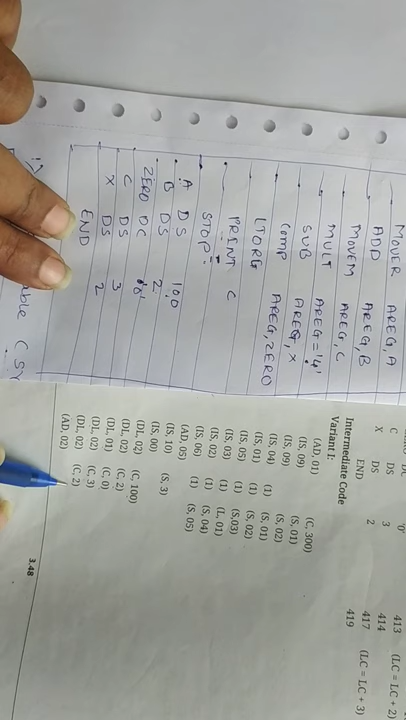 MOVER AREG, A
ADD AREG, B
MOVEM AREG, C
MULT AREG = '4'
SUB AREG X
Comp AREG, ZERO
LTORG
PRINT C
STOP
A DS 100
B DS 2
ZERO DC '0'
C DS 3
X DS 2
END
able (SY
'0' 413 (LC = LC + 2)
C DS 3 414
X DS 2 417 (LC = LC + 3)
END 419
Intermediate Code
Variant I:
(AD, 01) (C, 300)
(IS, 09) (S, 01)
(IS, 09) (S, 02)
(IS, 04) (1) (S, 01)
(IS, 01) (1) (S, 02)
(IS, 05) (1) (S,03)
(IS, 03) (1) (L, 01)
(IS, 02) (1) (S, 04)
(IS, 06) (1) (S, 05)
(AD, 05)
(IS, 10) (S, 3)
(IS, 00)
(DL, 02) (C, 100)
(DL, 02) (C, 2)
(DL, 01) (C, 0)
(DL, 02) (C, 3)
(DL, 02) (C, 2)
(AD, 02)
3.48